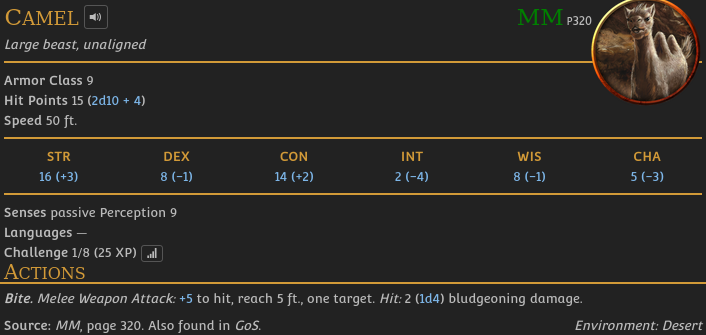 CAMEL
MM P320
Large beast, unaligned
Armor Class 9
Hit Points 15 (2d10 + 4)
Speed 50 ft.
STR DEX CON INT WIS CHA
16 (+3) 8 (−1) 14 (+2) 2 (−4) 8 (−1) 5 (−3)
Senses passive Perception 9
Languages —
Challenge 1/8 (25 XP)
ACTIONS
Bite. Melee Weapon Attack: +5 to hit, reach 5 ft., one target. Hit: 2 (1d4) bludgeoning damage.
Source: MM, page 320. Also found in GoS. Environment: Desert